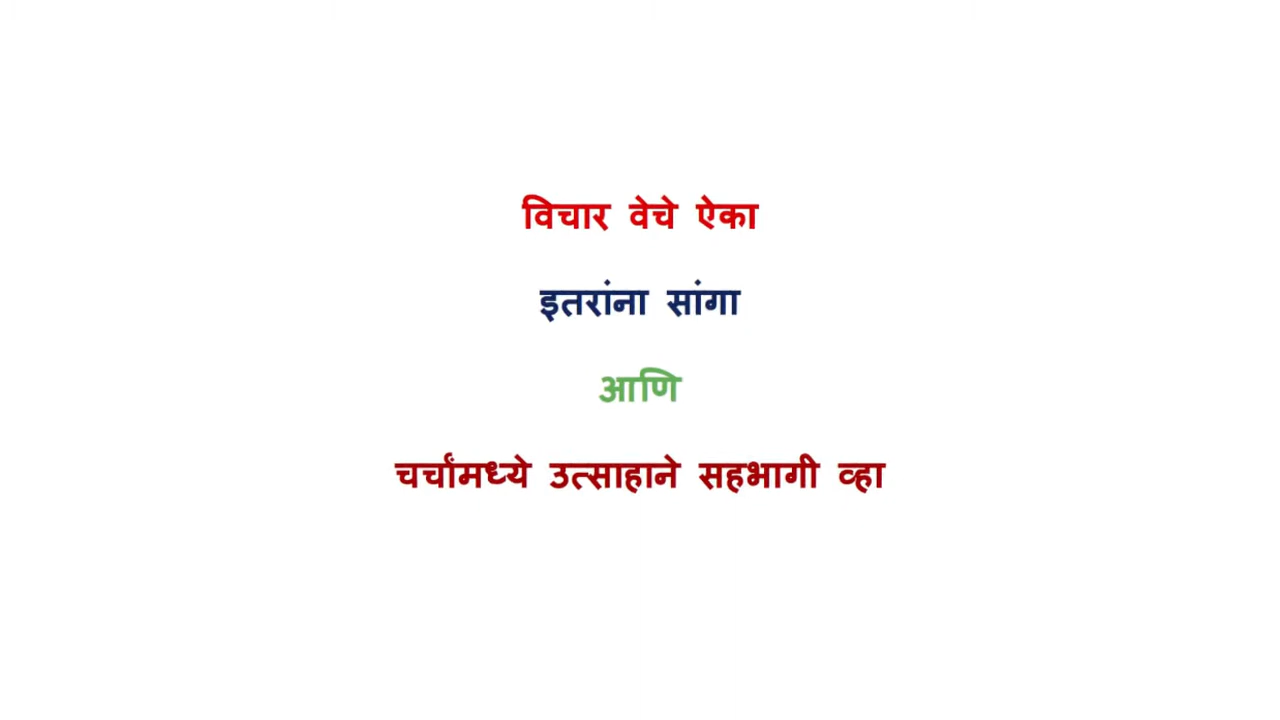 विचार वेचे ऐका
इतरांना सांगा
आणि
चर्चांमध्ये उत्साहाने सहभागी व्हा